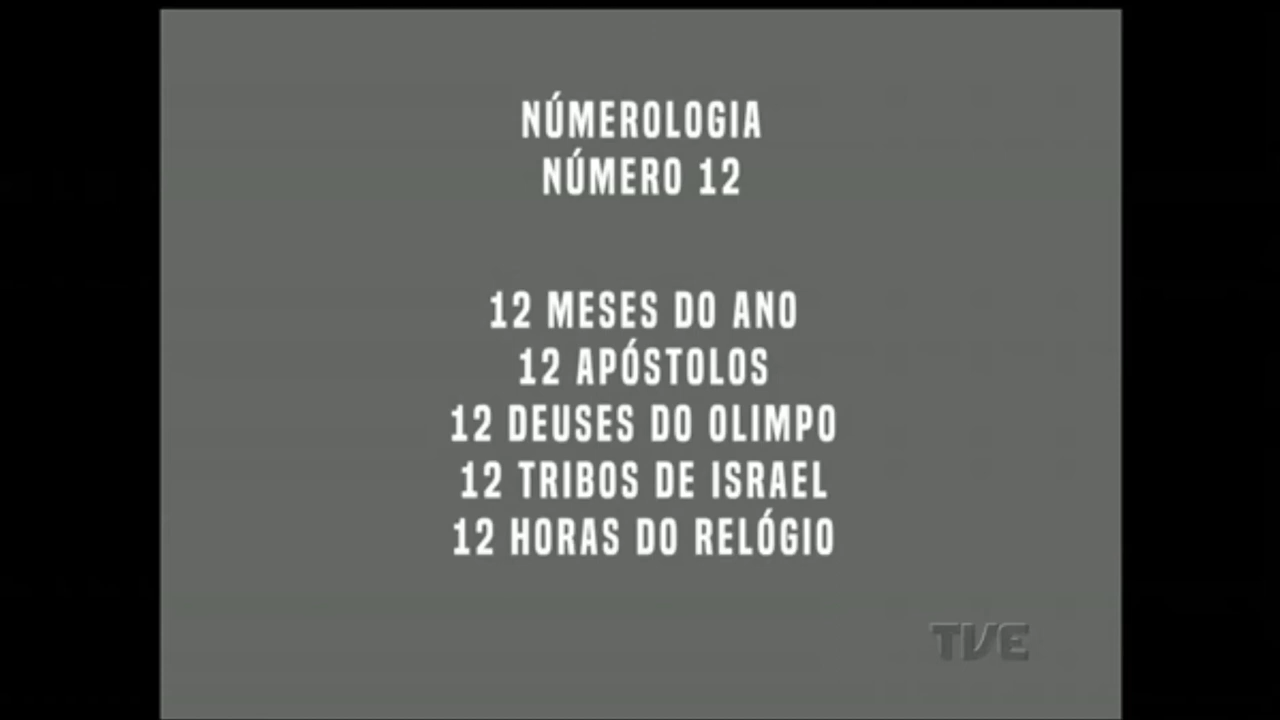 NÚMEROLOGIA
NÚMERO 12
12 MESES DO ANO
12 APÓSTOLOS
12 DEUSES DO OLIMPO
12 TRIBOS DE ISRAEL
12 HORAS DO RELÓGIO
TVE